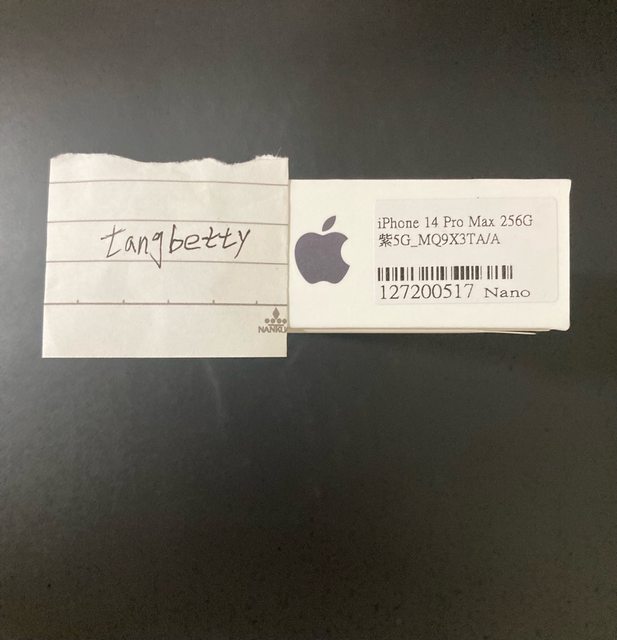 tangbetty
NANKU
iPhone 14 Pro Max 256G
紫5G_MQ9X3TA/A
127200517 Nano